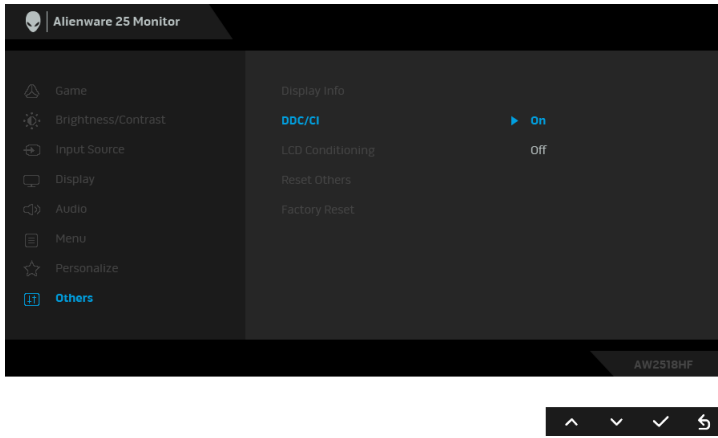 Alienware 25 Monitor
Game
Display Info
Brightness/Contrast
DDC/CI
On
Input Source
LCD Conditioning
Off
Display
Reset Others
Audio
Factory Reset
Menu
Personalize
Others
AW2518HF